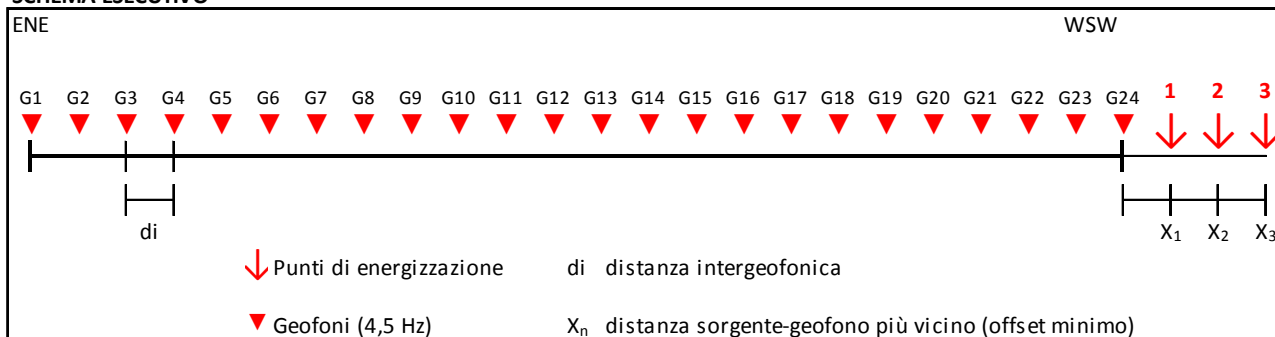 SCHEMA ESECUTIVO
ENE WSW
G1 G2 G3 G4 G5 G6 G7 G8 G9 G10 G11 G12 G13 G14 G15 G16 G17 G18 G19 G20 G21 G22 G23 G24 1 2 3
di X₁ X₂ X₃
Punti di energizzazione di distanza intergeofonica
Geofoni (4,5 Hz) Xₙ distanza sorgente-geofono più vicino (offset minimo)